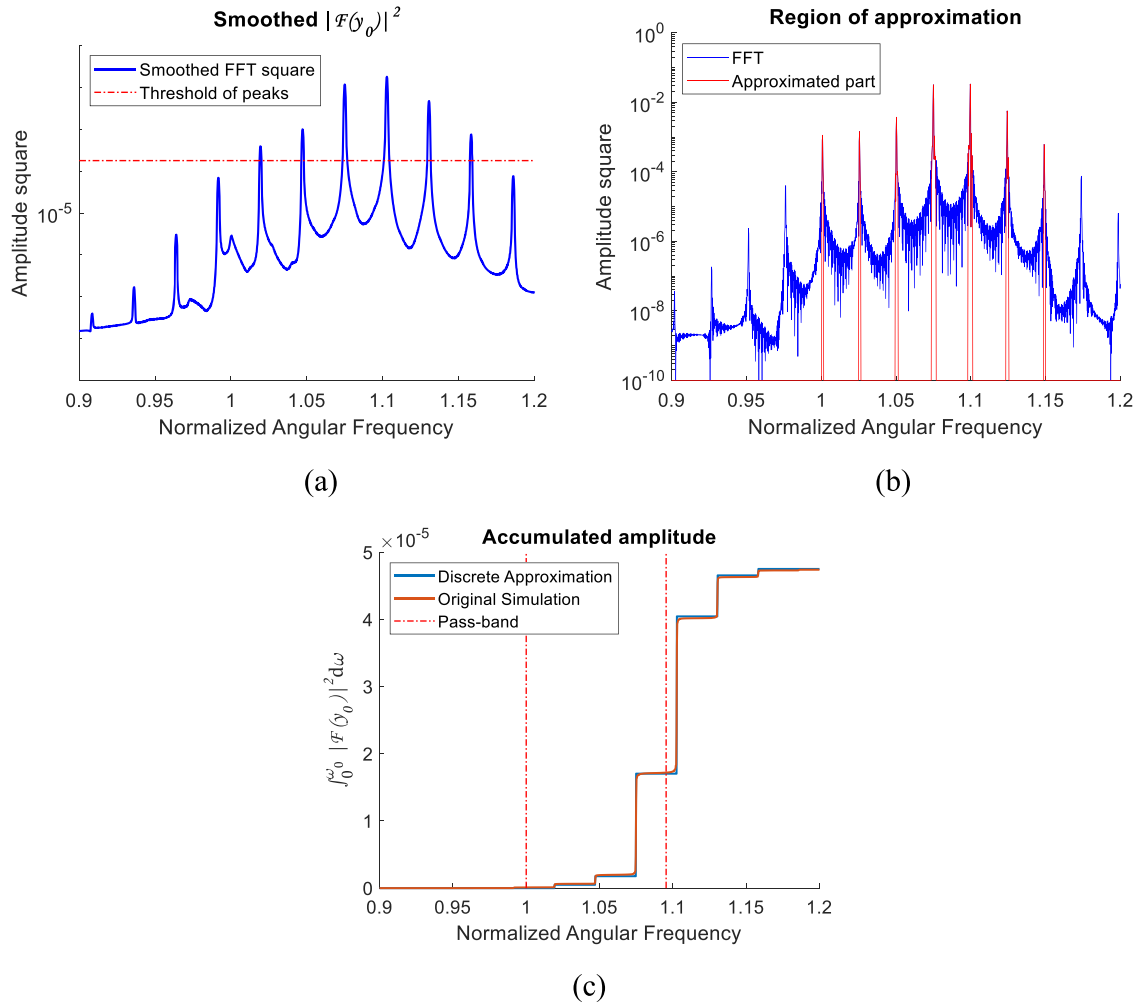 Smoothed |ℱ(y₀)|²
Smoothed FFT square
Threshold of peaks
Amplitude square
10⁻⁵
0.9 0.95 1 1.05 1.1 1.15 1.2
Normalized Angular Frequency
(a)
Region of approximation
FFT
Approximated part
Amplitude square
10⁰
10⁻²
10⁻⁴
10⁻⁶
10⁻⁸
10⁻¹⁰
0.9 0.95 1 1.05 1.1 1.15 1.2
Normalized Angular Frequency
(b)
×10⁻⁵
Accumulated amplitude
Discrete Approximation
Original Simulation
Pass-band
∫₀^ω₀ |ℱ(y₀)|²dω
5
4
3
2
1
0
0.9 0.95 1 1.05 1.1 1.15 1.2
Normalized Angular Frequency
(c)